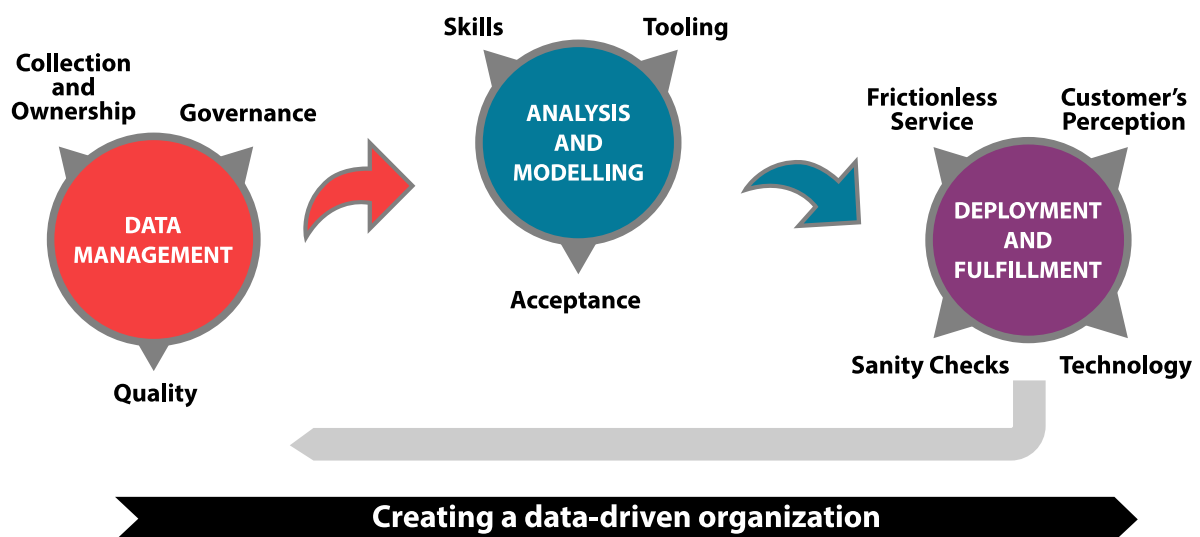 Collection
and
Ownership
Governance
DATA
MANAGEMENT
Quality
Skills
Tooling
ANALYSIS
AND
MODELLING
Acceptance
Frictionless
Service
Customer's
Perception
DEPLOYMENT
AND
FULFILLMENT
Sanity Checks
Technology
Creating a data-driven organization